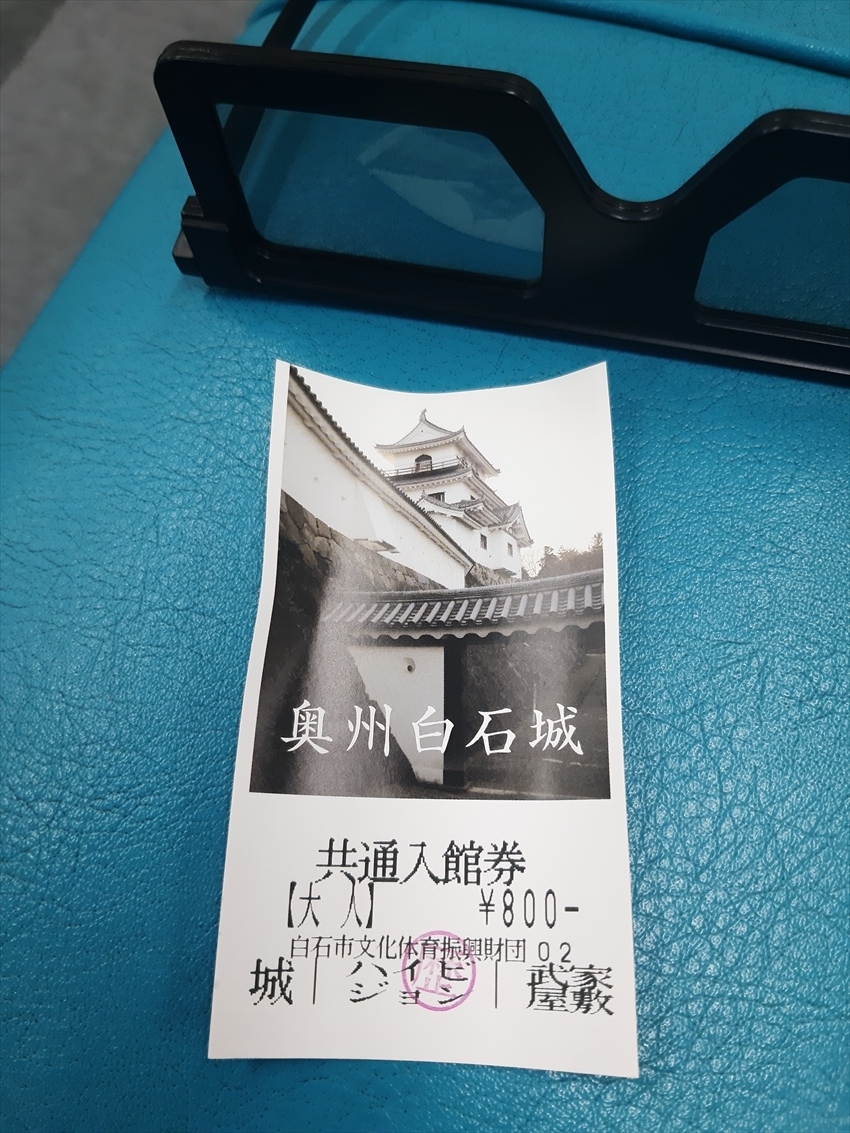 奥州白石城
共通入館券
【大 人】 ¥800-
白石市文化体育振興財団 02
城 | ハイビジョン | 武家屋敷